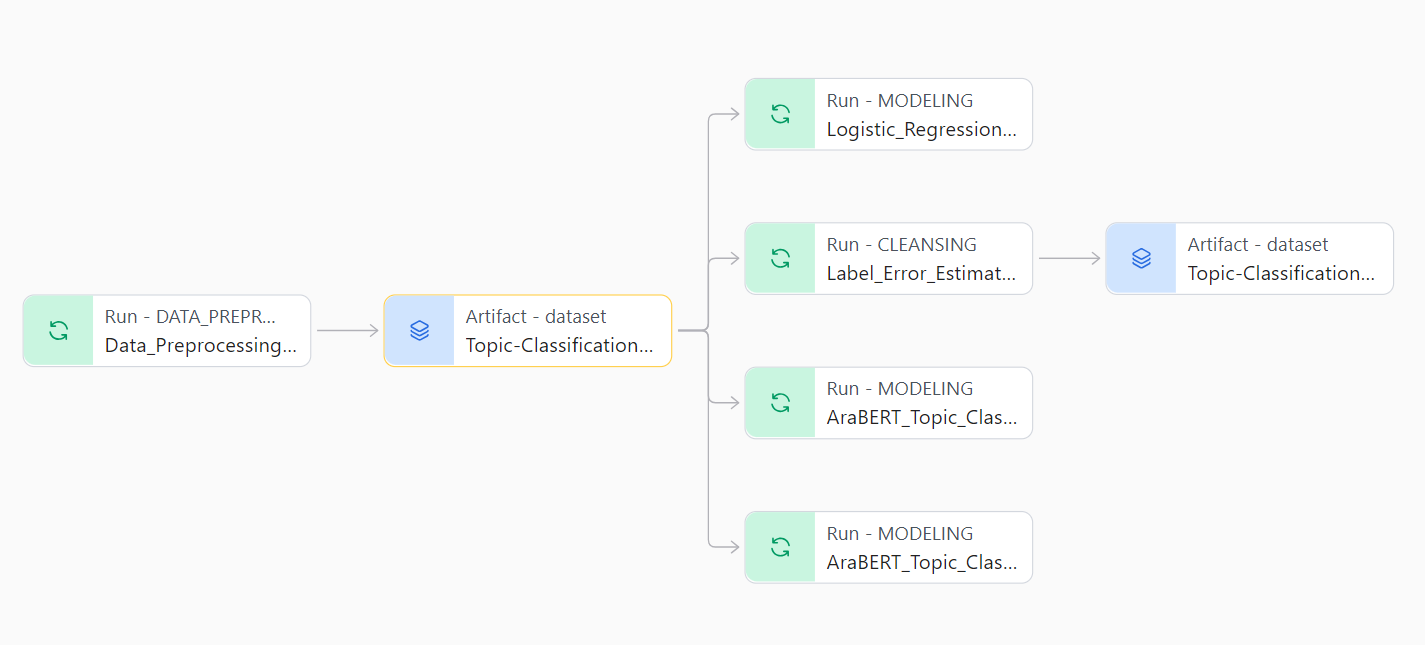 Run - DATA_PREPR...
Data_Preprocessing...
Artifact - dataset
Topic-Classification...
Run - MODELING
Logistic_Regression...
Run - CLEANSING
Label_Error_Estimat...
Artifact - dataset
Topic-Classification...
Run - MODELING
AraBERT_Topic_Clas...
Run - MODELING
AraBERT_Topic_Clas...